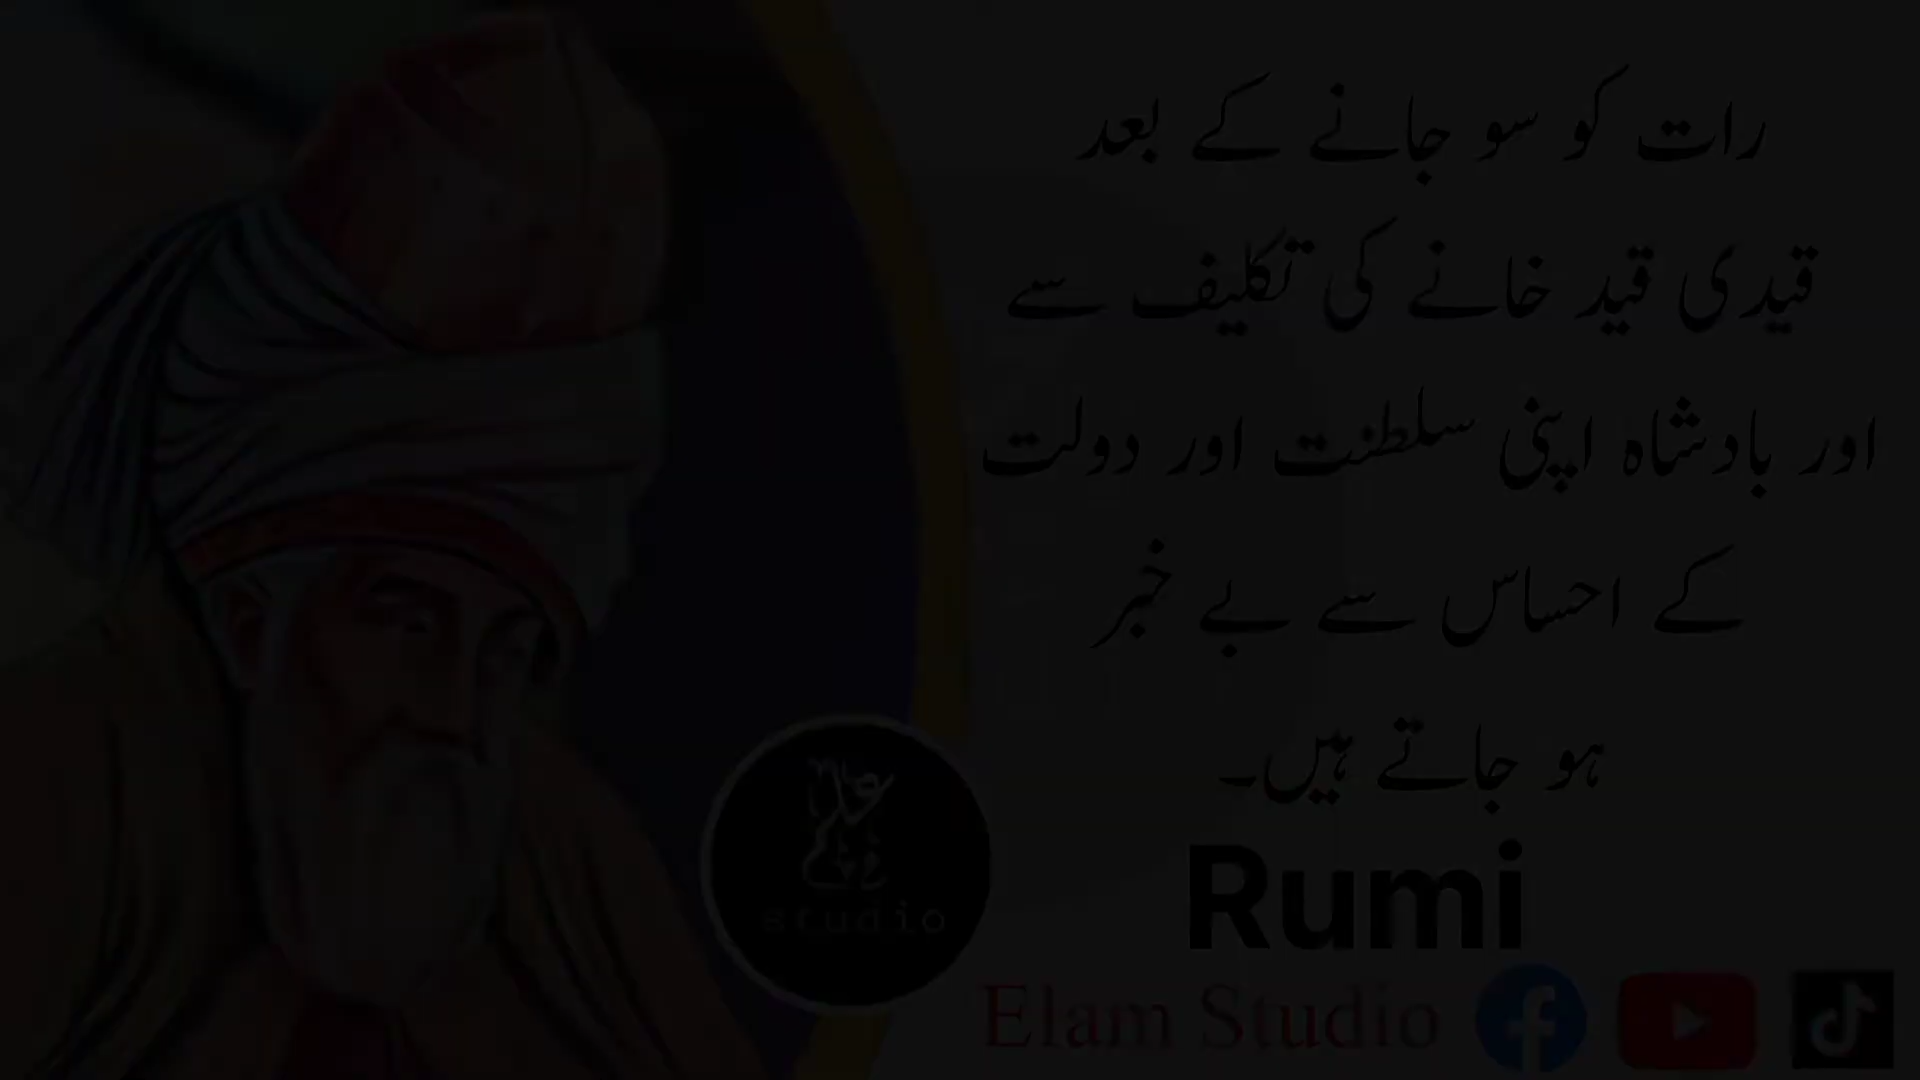 رات کو سو جانے کے بعد
قیدی قید خانے کی تکلیف سے
اور بادشاہ اپنی سلطنت اور دولت
کے احساس سے بے خبر
ہو جاتے ہیں۔
Rumi
studio
Elam Studio